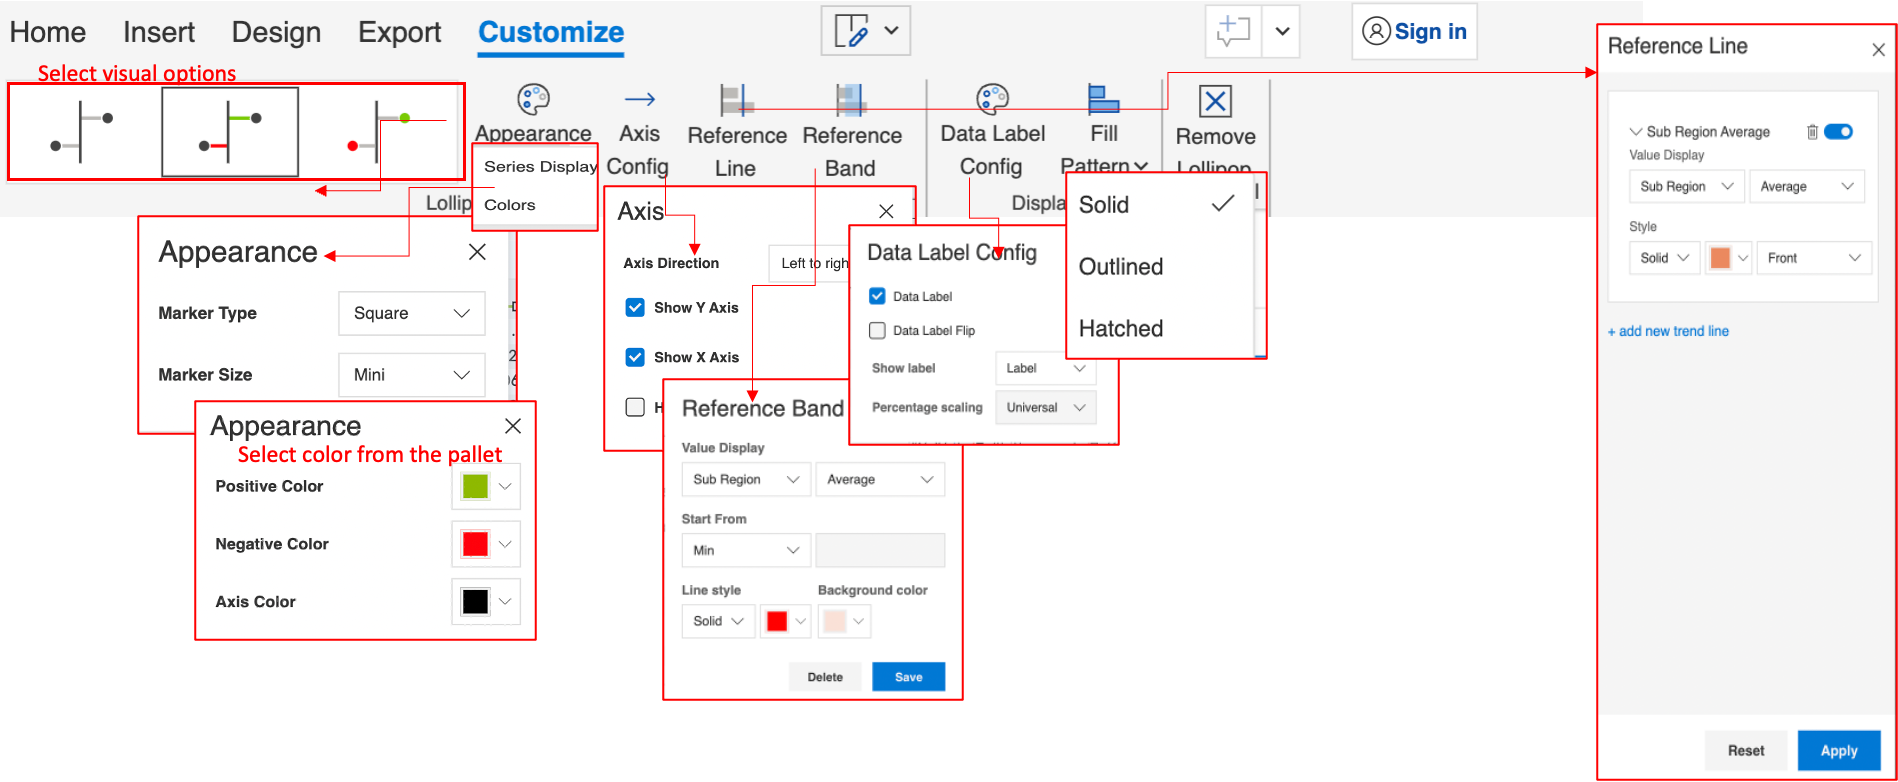 Home Insert Design Export Customize Sign in
Select visual options
Appearance
Axis
Config
Reference
Line
Reference
Band
Data Label
Config
Fill
Pattern
Remove
Lollipop
Series Display
Colors
Appearance
Marker Type Square
Marker Size Mini
Appearance
Select color from the pallet
Positive Color
Negative Color
Axis Color
Axis
Axis Direction Left to righ
Show Y Axis
Show X Axis
Reference Band
Value Display
Sub Region Average
Start From
Min
Line style Background color
Solid
Delete Save
Data Label Config
Data Label
Data Label Flip
Show label Label
Percentage scaling Universal
Solid
Outlined
Hatched
Reference Line
Sub Region Average
Value Display
Sub Region Average
Style
Solid Front
+ add new trend line
Reset Apply